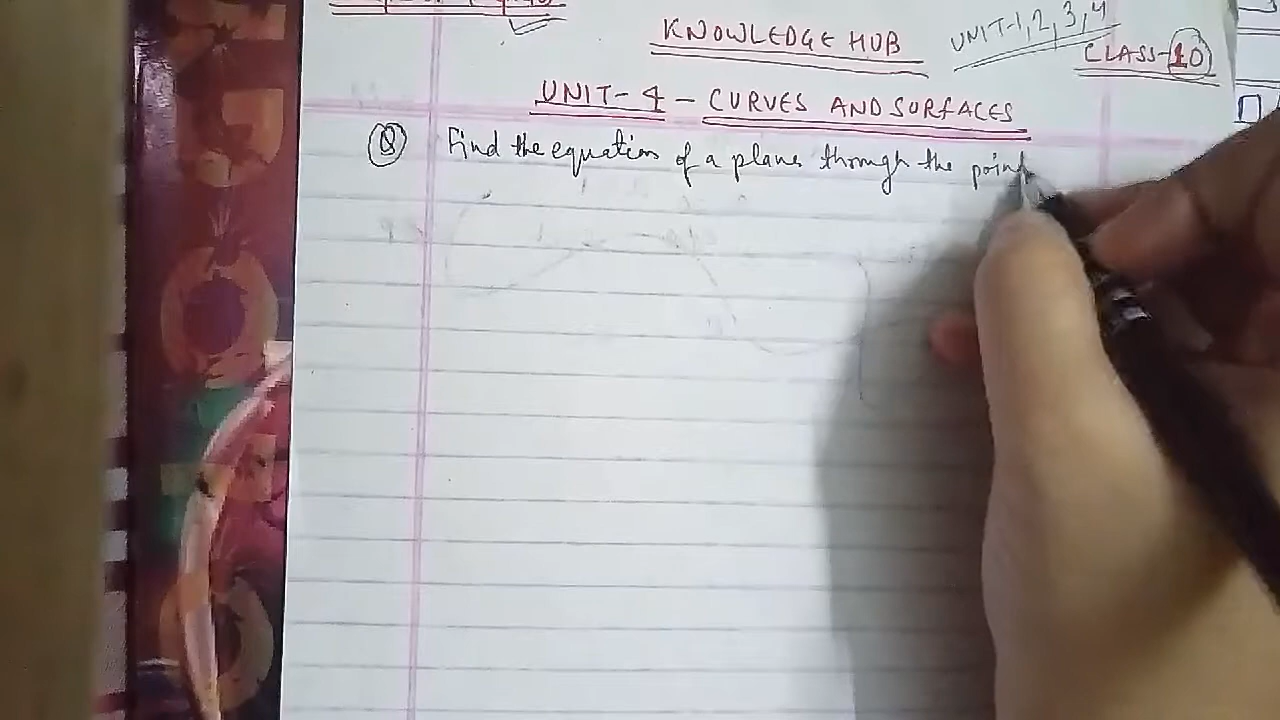 KNOWLEDGE HUB
UNIT-1,2,3,4
CLASS-10
UNIT-4-CURVES AND SURFACES
Q Find the equation of a plane through the point